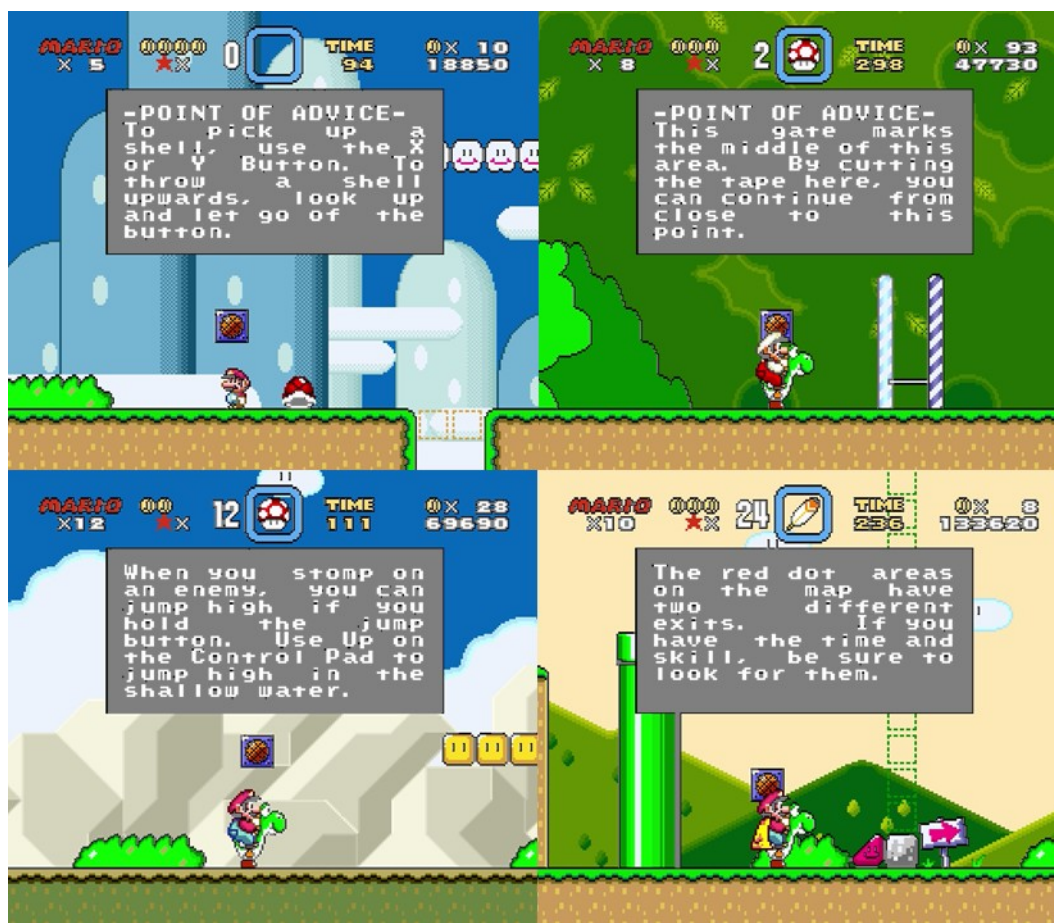 MARIO 0 TIME X 10
X 5 X 94 18850
-POINT OF ADVICE-
To pick up a
shell, use the X
or Y Button. To
throw a shell
upwards, look up
and let go of the
button.
MARIO 2 TIME X 93
X 8 X 298 47730
-POINT OF ADVICE-
This gate marks
the middle of this
area. By cutting
the tape here, you
can continue from
close to this
point.
MARIO 12 TIME X 28
X12 X 111 69690
When you stomp on
an enemy, you can
jump high if you
hold the jump
button. Use Up on
the Control Pad to
jump high in the
shallow water.
MARIO 24 TIME X 8
X10 X 236 133620
The red dot areas
on the map have
two different
exits. If you
have the time and
skill, be sure to
look for them.